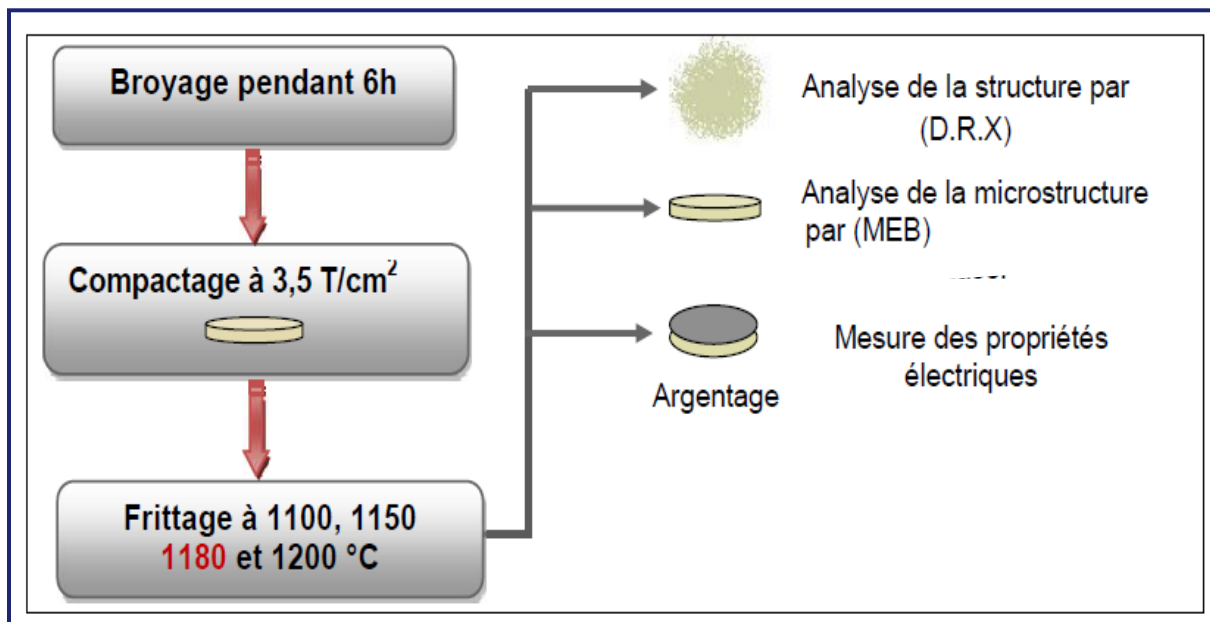 Broyage pendant 6h
Compactage à 3,5 T/cm²
Frittage à 1100, 1150
1180 et 1200 °C
Analyse de la structure par
(D.R.X)
Analyse de la microstructure
par (MEB)
Argentage
Mesure des propriétés
électriques